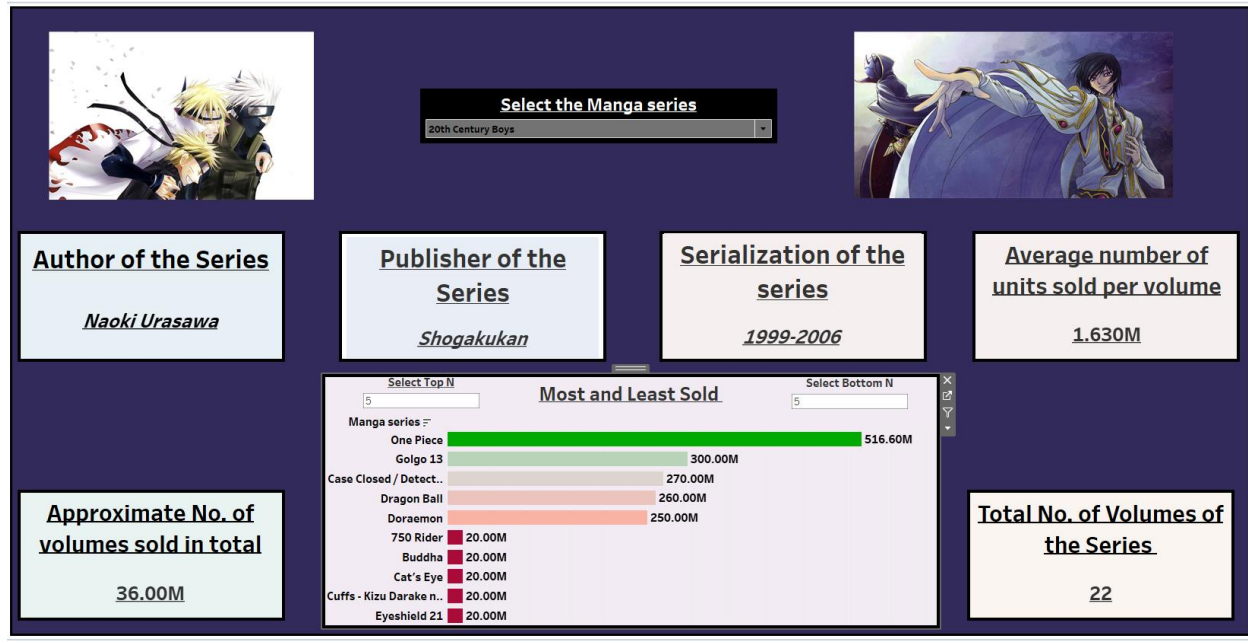 Select the Manga series
20th Century Boys
Author of the Series
Naoki Urasawa
Publisher of the
Series
Shogakukan
Serialization of the
series
1999-2006
Average number of
units sold per volume
1.630M
Select Top N
5
Most and Least Sold
Select Bottom N
5
Manga series
One Piece 516.60M
Golgo 13 300.00M
Case Closed / Detect.. 270.00M
Dragon Ball 260.00M
Doraemon 250.00M
750 Rider 20.00M
Buddha 20.00M
Cat's Eye 20.00M
Cuffs - Kizu Darake n.. 20.00M
Eyeshield 21 20.00M
Approximate No. of
volumes sold in total
36.00M
Total No. of Volumes of
the Series
22